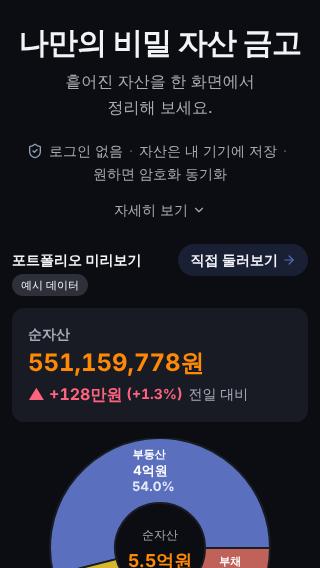 나만의 비밀 자산 금고
흩어진 자산을 한 화면에서
정리해 보세요.
로그인 없음 · 자산은 내 기기에 저장 ·
원하면 암호화 동기화
자세히 보기
포트폴리오 미리보기
직접 둘러보기 →
예시 데이터
순자산
551,159,778원
▲ +128만원 (+1.3%) 전일 대비
부동산
4억원
54.0%
순자산
5.5억원
부채